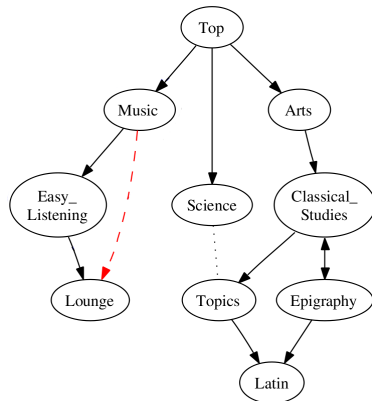 Top
Music
Arts
Easy_
Listening
Science
Classical_
Studies
Lounge
Topics
Epigraphy
Latin